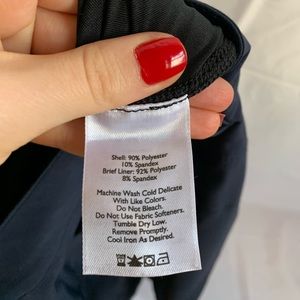 Shell: 90% Polyester
10% Spandex
Brief Liner: 92% Polyester
8% Spandex
Machine Wash Cold Delicate
With Like Colors.
Do Not Bleach.
Do Not Use Fabric Softeners.
Tumble Dry Low.
Remove Promptly.
Cool Iron As Desired.